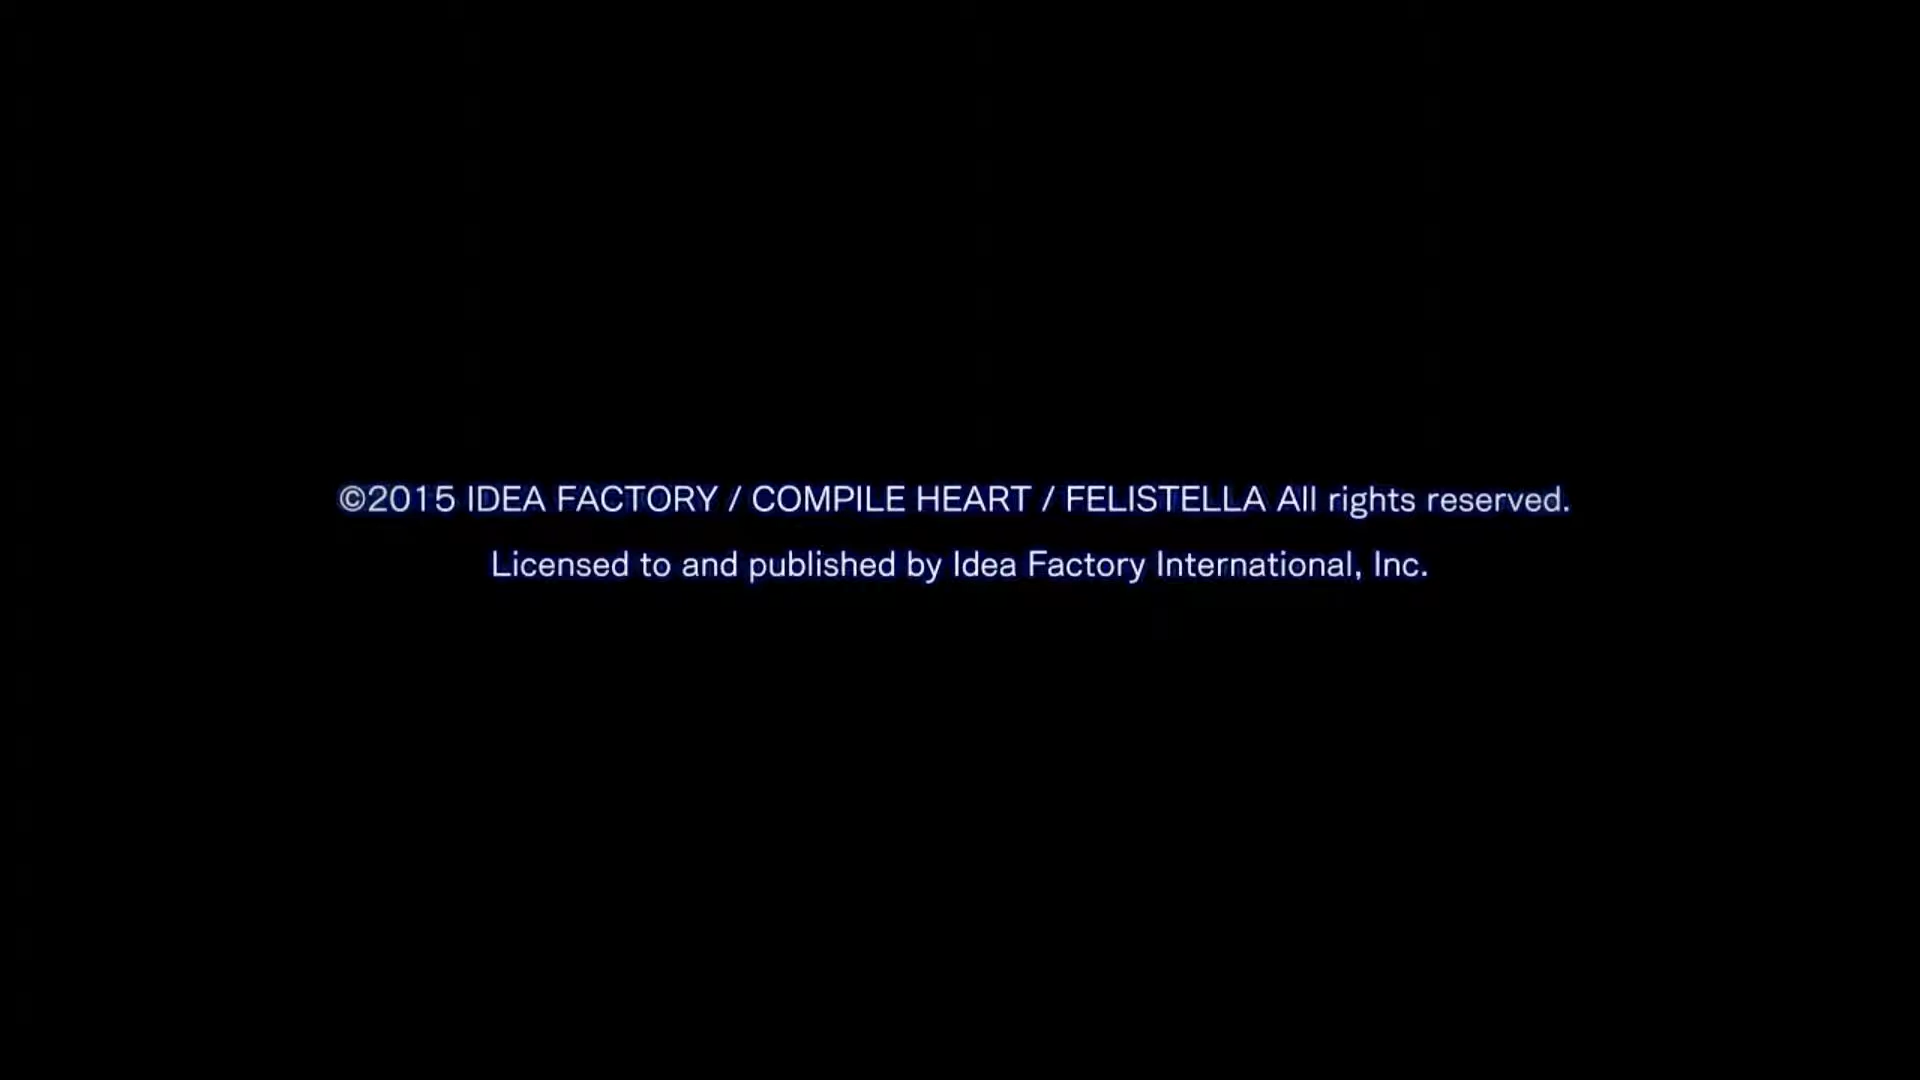 ©2015 IDEA FACTORY / COMPILE HEART / FELISTELLA All rights reserved.
Licensed to and published by Idea Factory International, Inc.